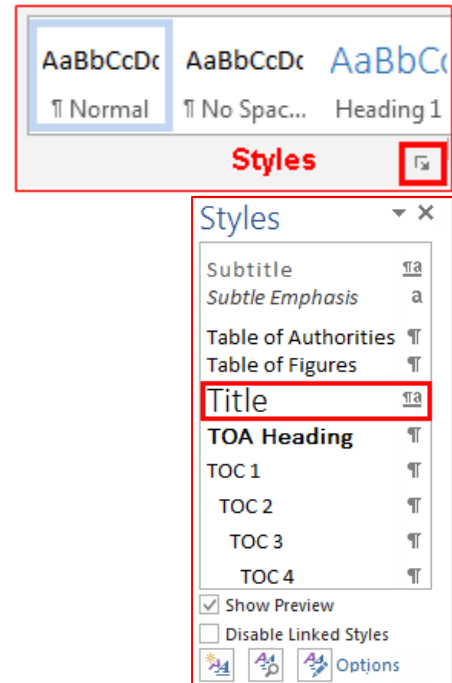 AaBbCcDc AaBbCcDc AaBbC
¶ Normal ¶ No Spac... Heading 1
Styles
Styles
Subtitle ¶a
Subtle Emphasis a
Table of Authorities ¶
Table of Figures ¶
Title ¶a
TOA Heading ¶
TOC 1 ¶
TOC 2 ¶
TOC 3 ¶
TOC 4 ¶
Show Preview
Disable Linked Styles
Options